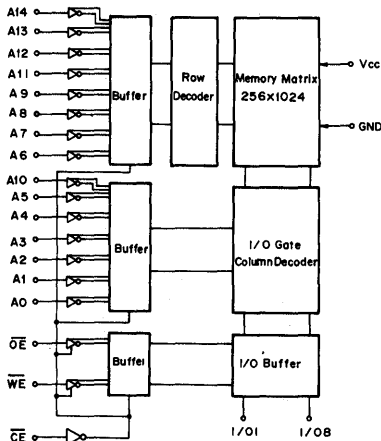 A14
A13
A12
A11
A9
A8
A7
A6
Buffer
Row
Decoder
Memory Matrix
256x1024
Vcc
GND
A10
A5
A4
A3
A2
A1
A0
Buffer
I/O Gate
Column Decoder
OE
WE
CE
Buffer
I/O Buffer
I/O1
I/O8